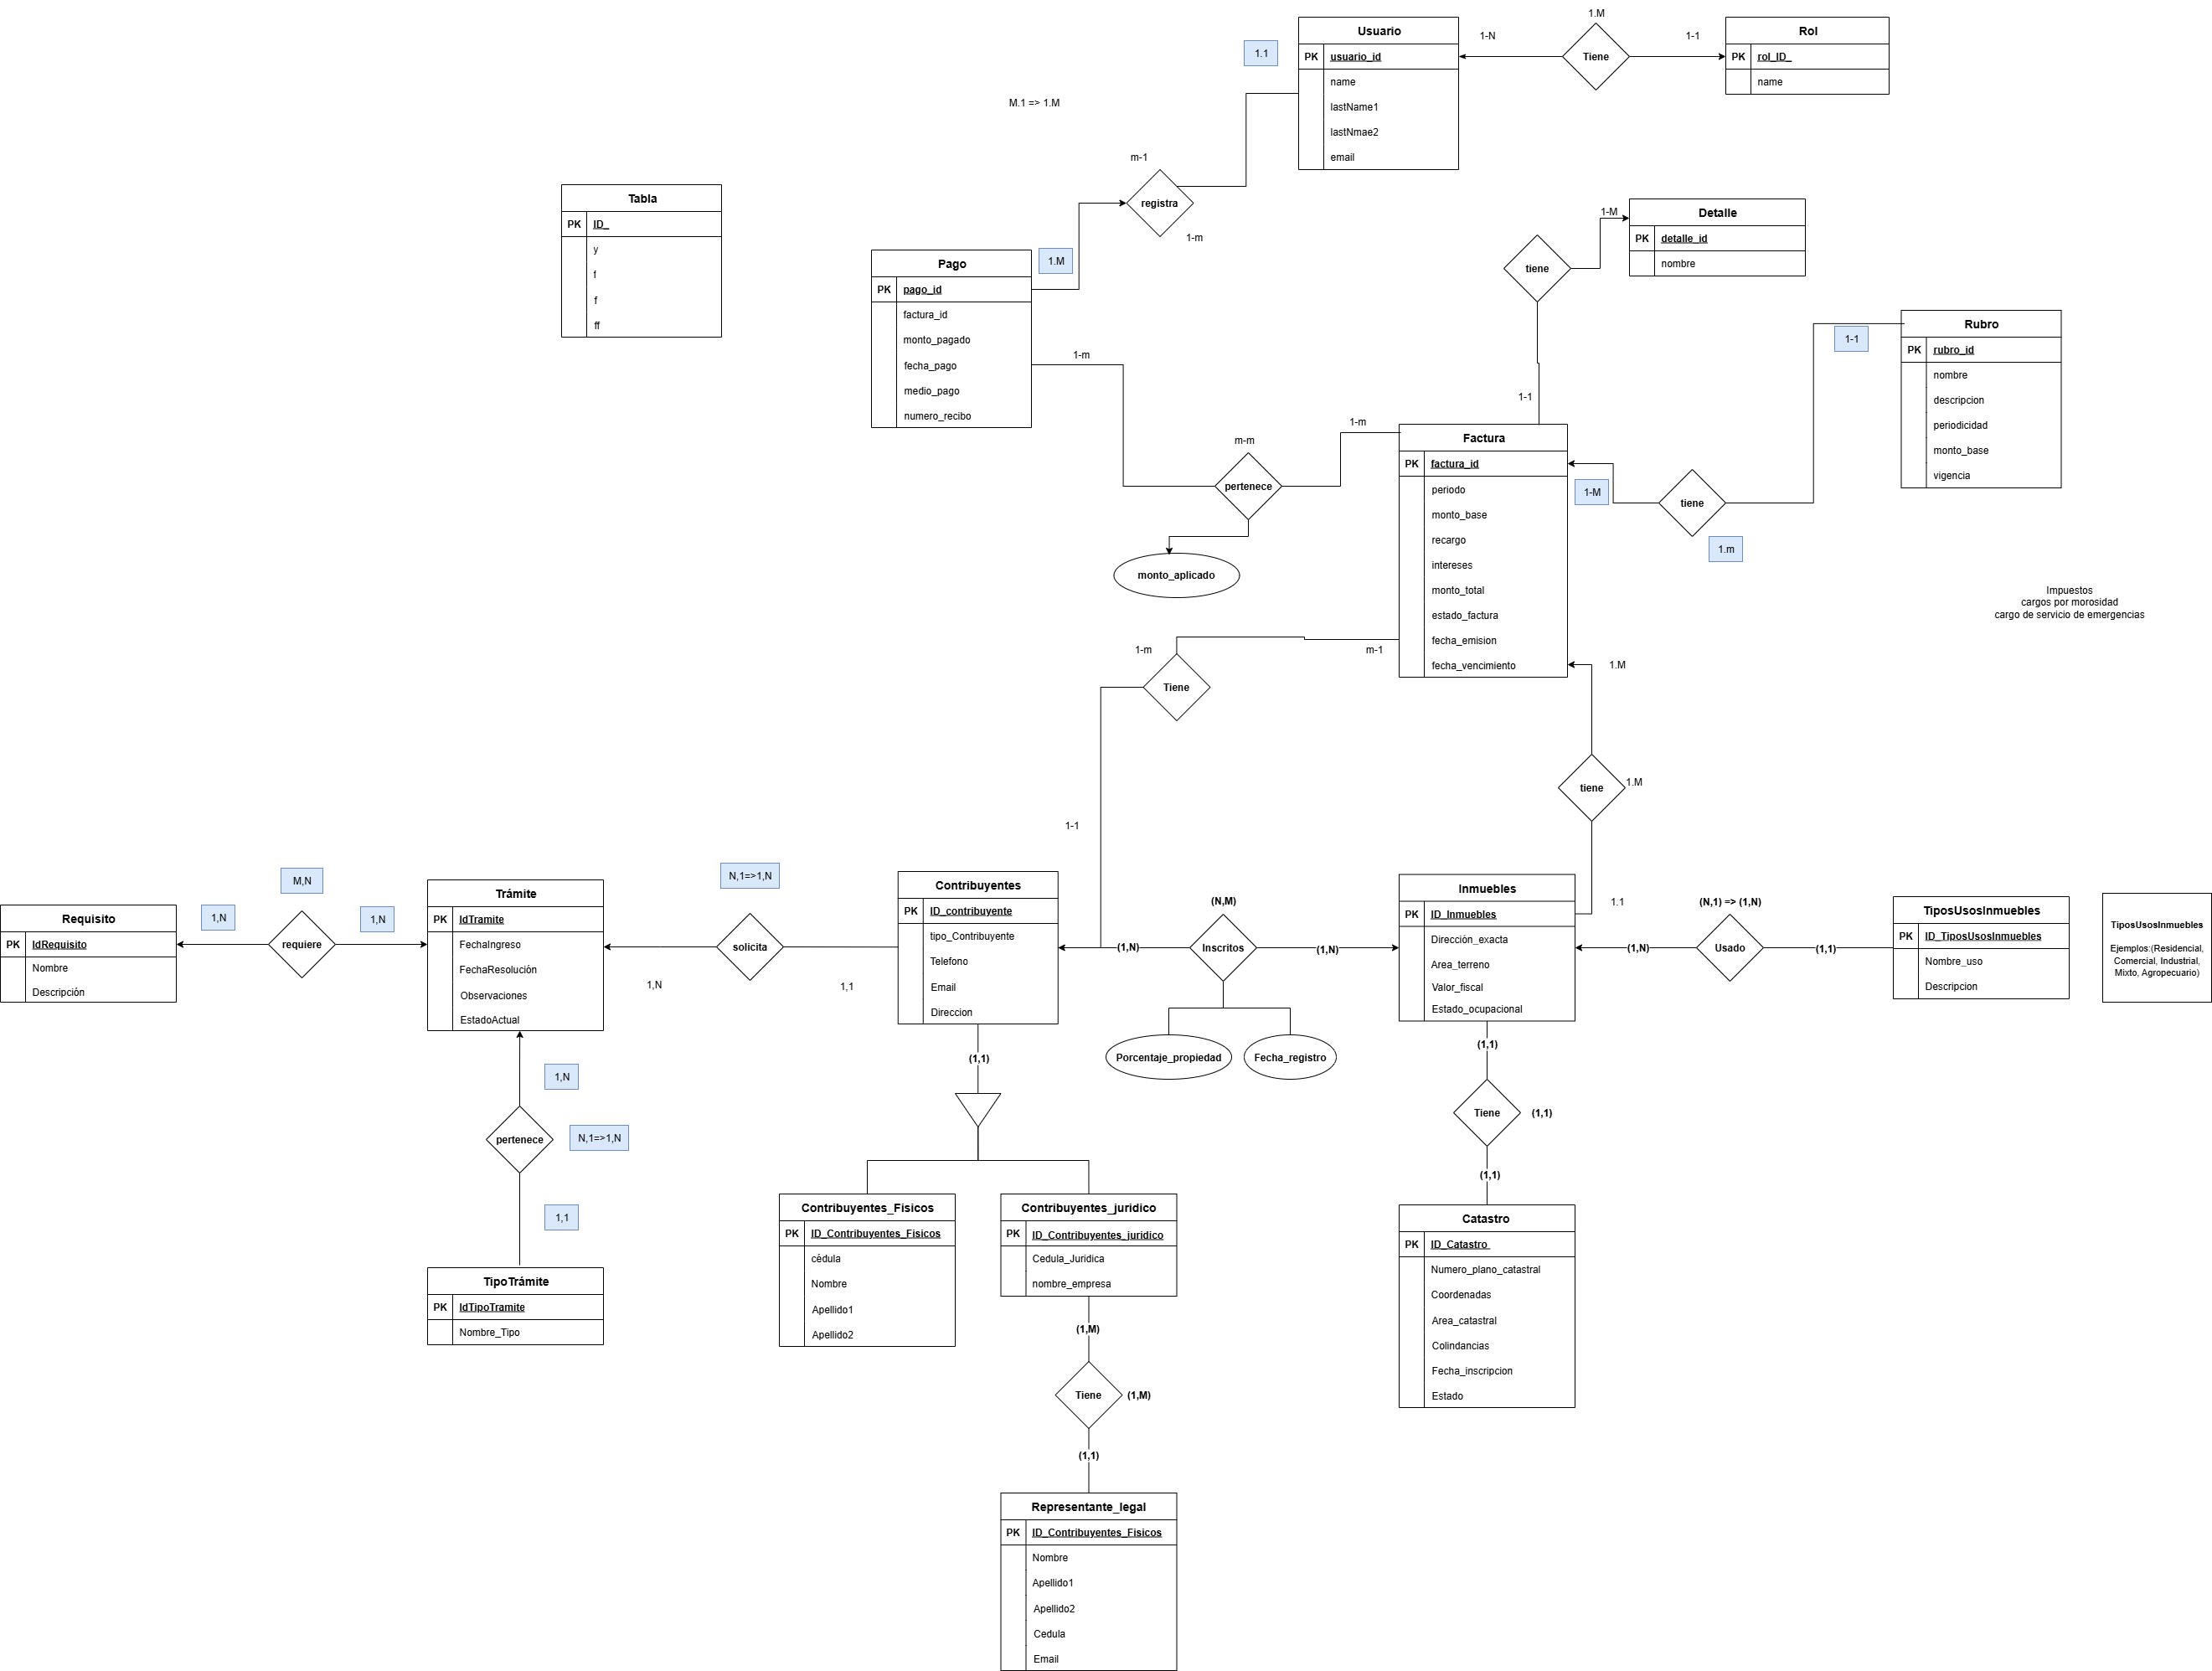 1.M
Usuario
PK usuario_id
name
lastName1
lastNmae2
email
1.1
1-N
Tiene
1-1
Rol
PK rol_ID_
name
M.1 => 1.M
m-1
registra
1-m
Tabla
PK ID_
y
f
f
ff
Pago
PK pago_id
factura_id
monto_pagado
fecha_pago
medio_pago
numero_recibo
1.M
1-m
1-M
Detalle
PK detalle_id
nombre
tiene
1-1
Rubro
PK rubro_id
nombre
descripcion
periodicidad
monto_base
vigencia
1-1
m-m
pertenece
1-m
monto_aplicado
Factura
PK factura_id
periodo
monto_base
recargo
intereses
monto_total
estado_factura
fecha_emision
fecha_vencimiento
1-M
tiene
1.m
Impuestos
cargos por morosidad
cargo de servicio de emergencias
1-m
m-1
Tiene
1.M
tiene
1.M
1-1
1.1
M,N
1,N
1,N
Requisito
PK IdRequisito
Nombre
Descripción
requiere
Trámite
PK IdTramite
FechaIngreso
FechaResolución
Observaciones
EstadoActual
N,1=>1,N
solicita
1,N
1,1
Contribuyentes
PK ID_contribuyente
tipo_Contribuyente
Telefono
Email
Direccion
(N,M)
(1,N)
Inscritos
(1,N)
Porcentaje_propiedad
Fecha_registro
Inmuebles
PK ID_Inmuebles
Dirección_exacta
Area_terreno
Valor_fiscal
Estado_ocupacional
(N,1) => (1,N)
(1,N)
Usado
(1,1)
TiposUsosInmuebles
PK ID_TiposUsosInmuebles
Nombre_uso
Descripcion
TiposUsosInmuebles
Ejemplos:(Residencial,
Comercial, Industrial,
Mixto, Agropecuario)
1,N
pertenece
N,1=>1,N
1,1
TipoTrámite
PK IdTipoTramite
Nombre_Tipo
(1,1)
Contribuyentes_Fisicos
PK ID_Contribuyentes_Fisicos
cédula
Nombre
Apellido1
Apellido2
Contribuyentes_juridico
PK ID_Contribuyentes_juridico
Cedula_Juridica
nombre_empresa
(1,M)
Tiene
(1,M)
(1,1)
Representante_legal
PK ID_Contribuyentes_Fisicos
Nombre
Apellido1
Apellido2
Cedula
Email
(1,1)
Tiene
(1,1)
(1,1)
Catastro
PK ID_Catastro_
Numero_plano_catastral
Coordenadas
Area_catastral
Colindancias
Fecha_inscripcion
Estado